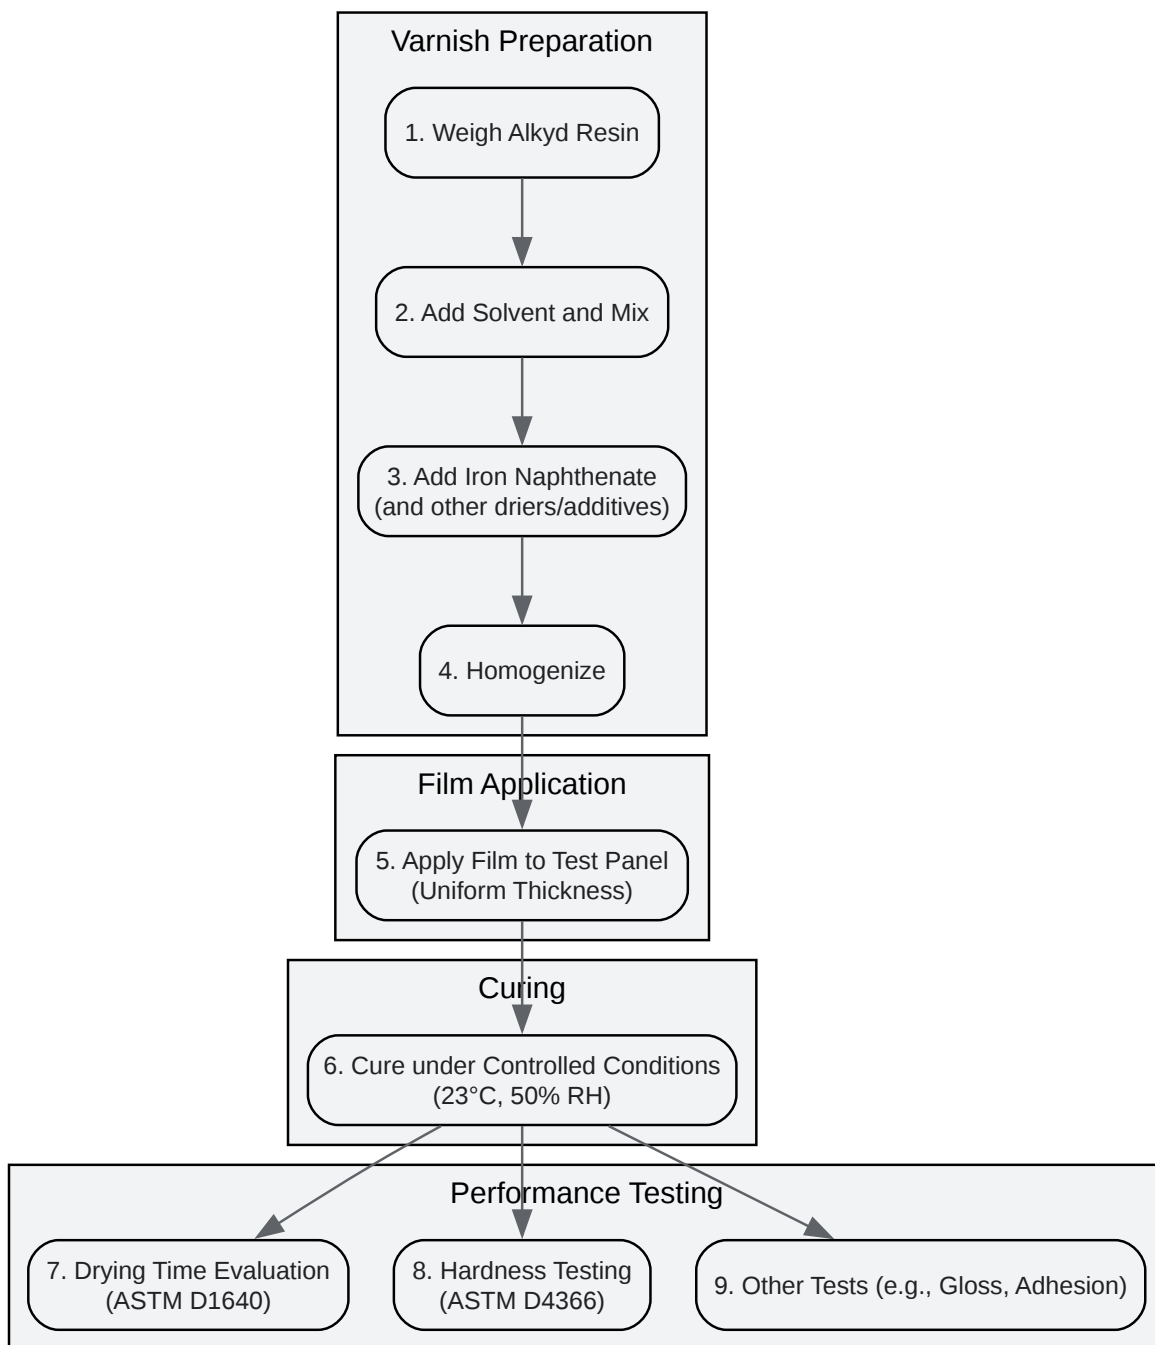 Varnish Preparation
1. Weigh Alkyd Resin
2. Add Solvent and Mix
3. Add Iron Naphthenate
(and other driers/additives)
4. Homogenize
Film Application
5. Apply Film to Test Panel
(Uniform Thickness)
Curing
6. Cure under Controlled Conditions
(23°C, 50% RH)
Performance Testing
7. Drying Time Evaluation
(ASTM D1640)
8. Hardness Testing
(ASTM D4366)
9. Other Tests (e.g., Gloss, Adhesion)